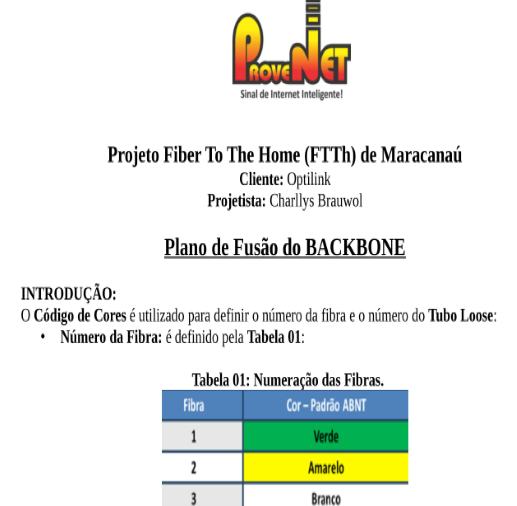 PROVENET
Sinal de Internet Inteligente!
Projeto Fiber To The Home (FTTh) de Maracanaú
Cliente: Optilink
Projetista: Charllys Brauwol
Plano de Fusão do BACKBONE
INTRODUÇÃO:
O Código de Cores é utilizado para definir o número da fibra e o número do Tubo Loose:
• Número da Fibra: é definido pela Tabela 01:
Tabela 01: Numeração das Fibras.
Fibra Cor – Padrão ABNT
1 Verde
2 Amarelo
3 Branco